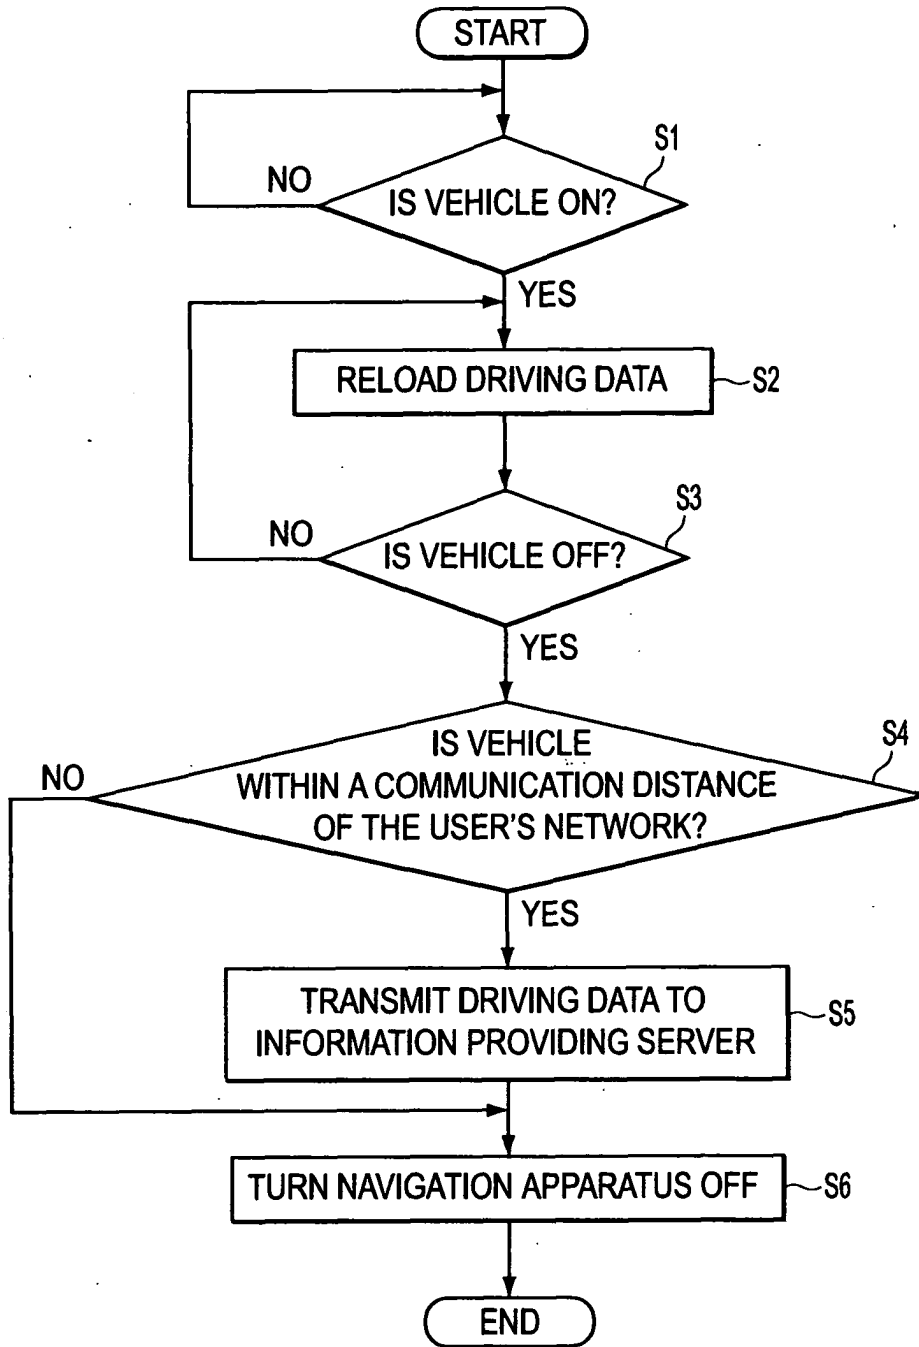 START
S1
NO
IS VEHICLE ON?
YES
RELOAD DRIVING DATA
S2
S3
NO
IS VEHICLE OFF?
YES
S4
NO
IS VEHICLE
WITHIN A COMMUNICATION DISTANCE
OF THE USER'S NETWORK?
YES
TRANSMIT DRIVING DATA TO
INFORMATION PROVIDING SERVER
S5
TURN NAVIGATION APPARATUS OFF
S6
END